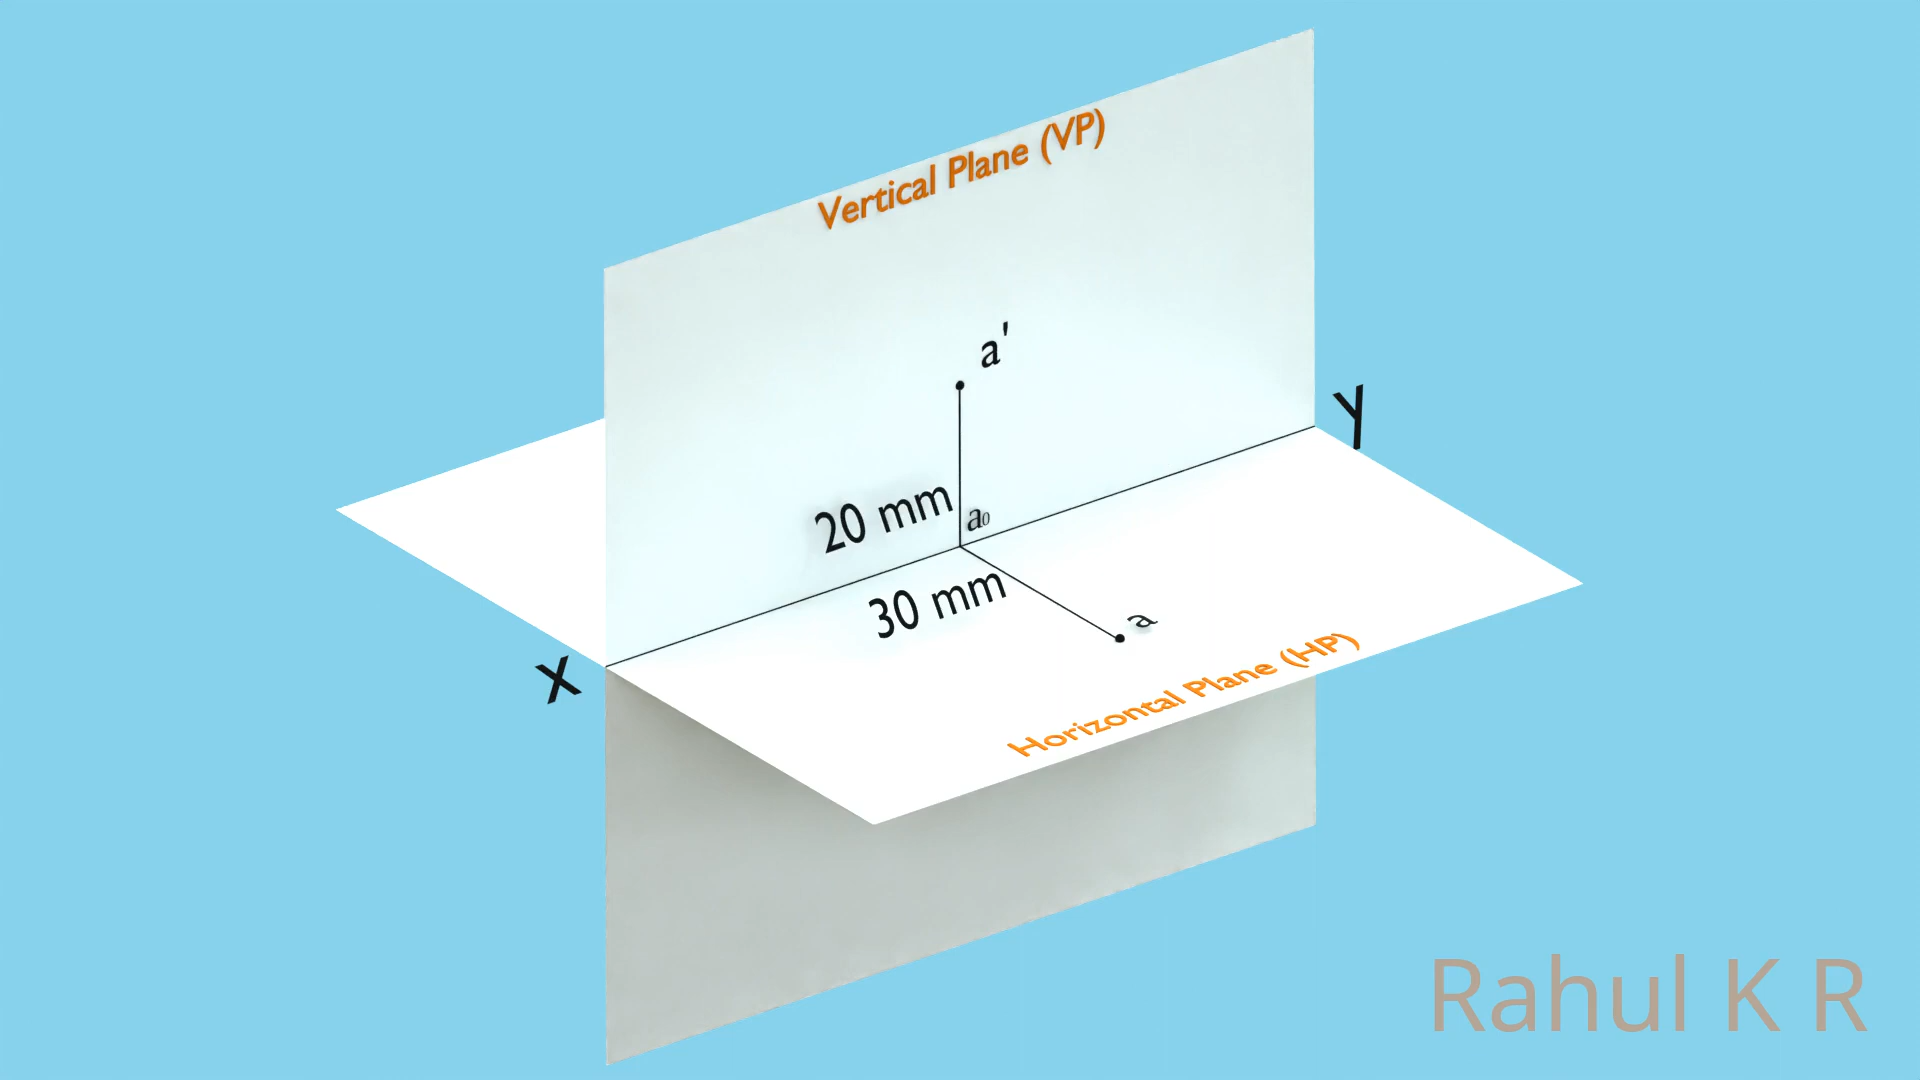 Vertical Plane (VP)
a'
y
20 mm
a₀
30 mm
a
x
Horizontal Plane (HP)
Rahul K R